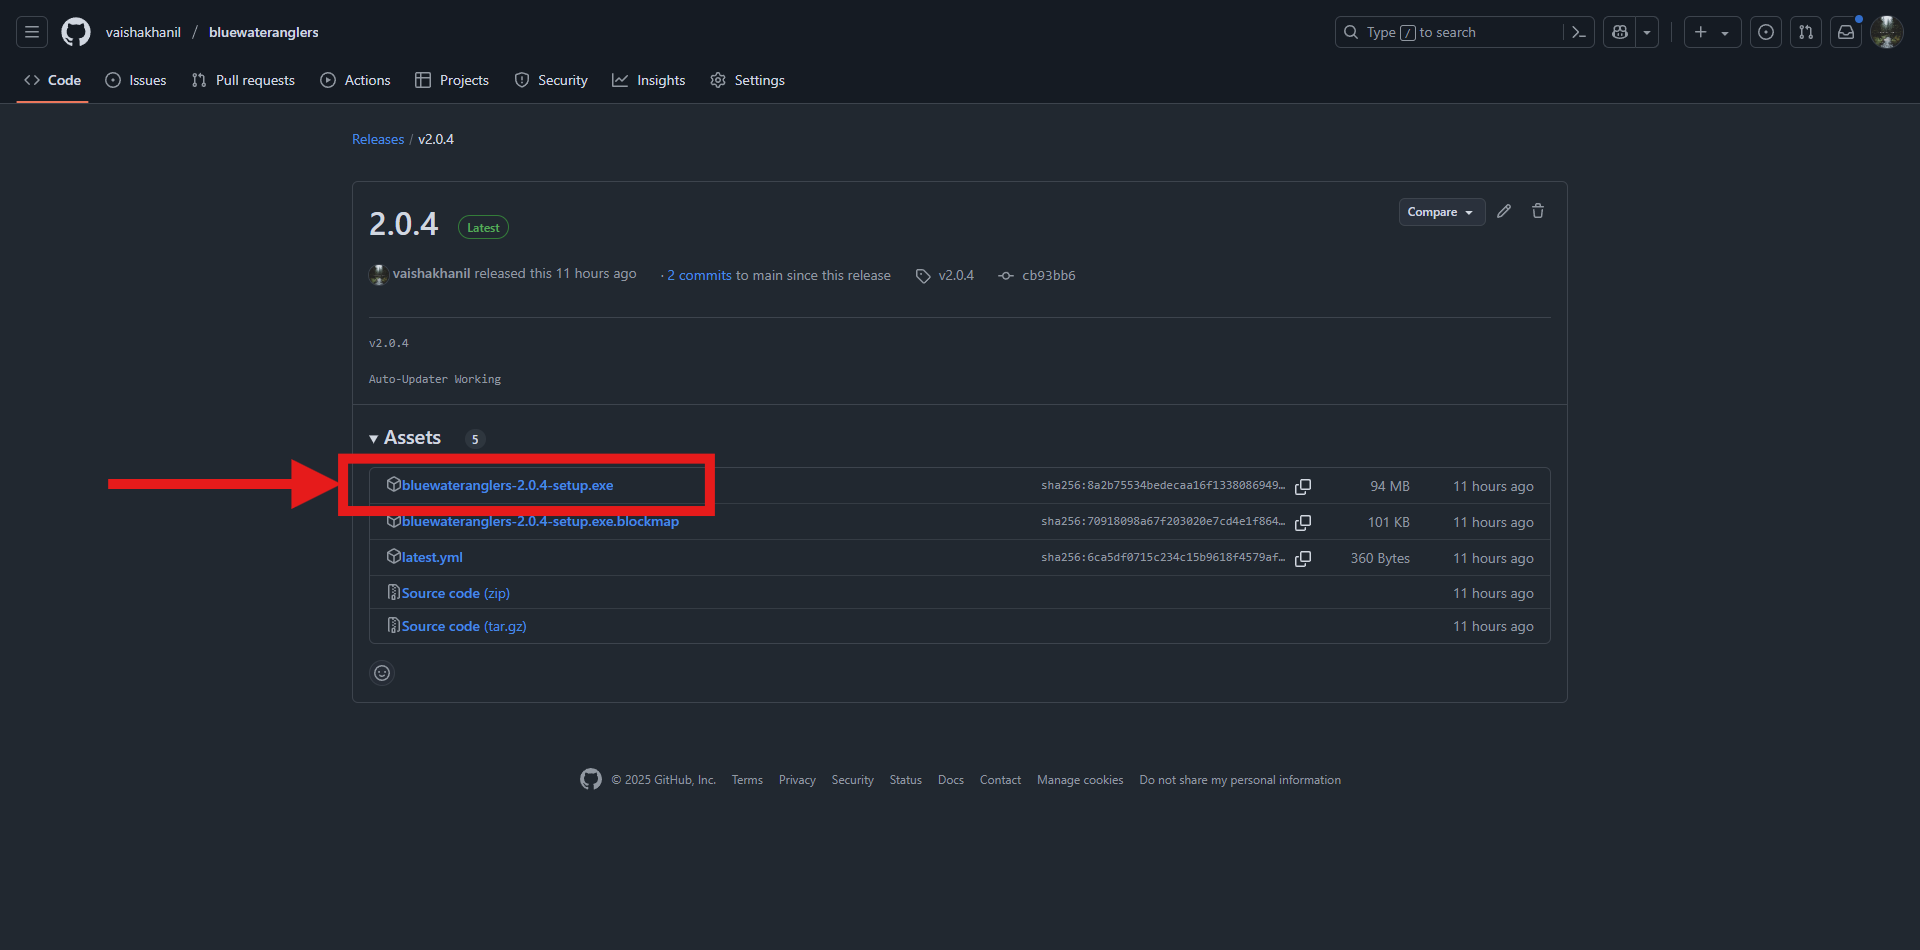 vaishakhanil / bluewateranglers
Type / to search
Code Issues Pull requests Actions Projects Security Insights Settings
Releases / v2.0.4
2.0.4 Latest
Compare
vaishakhanil released this 11 hours ago · 2 commits to main since this release v2.0.4 cb93bb6
v2.0.4
Auto-Updater Working
Assets 5
bluewateranglers-2.0.4-setup.exe sha256:8a2b75534bedecaa16f1338086949… 94 MB 11 hours ago
bluewateranglers-2.0.4-setup.exe.blockmap sha256:70918098a67f203020e7cd4e1f864… 101 KB 11 hours ago
latest.yml sha256:6ca5df0715c234c15b9618f4579af… 360 Bytes 11 hours ago
Source code (zip) 11 hours ago
Source code (tar.gz) 11 hours ago
© 2025 GitHub, Inc. Terms Privacy Security Status Docs Contact Manage cookies Do not share my personal information